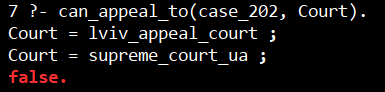 7 ?- can_appeal_to(case_202, Court).
Court = lviv_appeal_court ;
Court = supreme_court_ua ;
false.